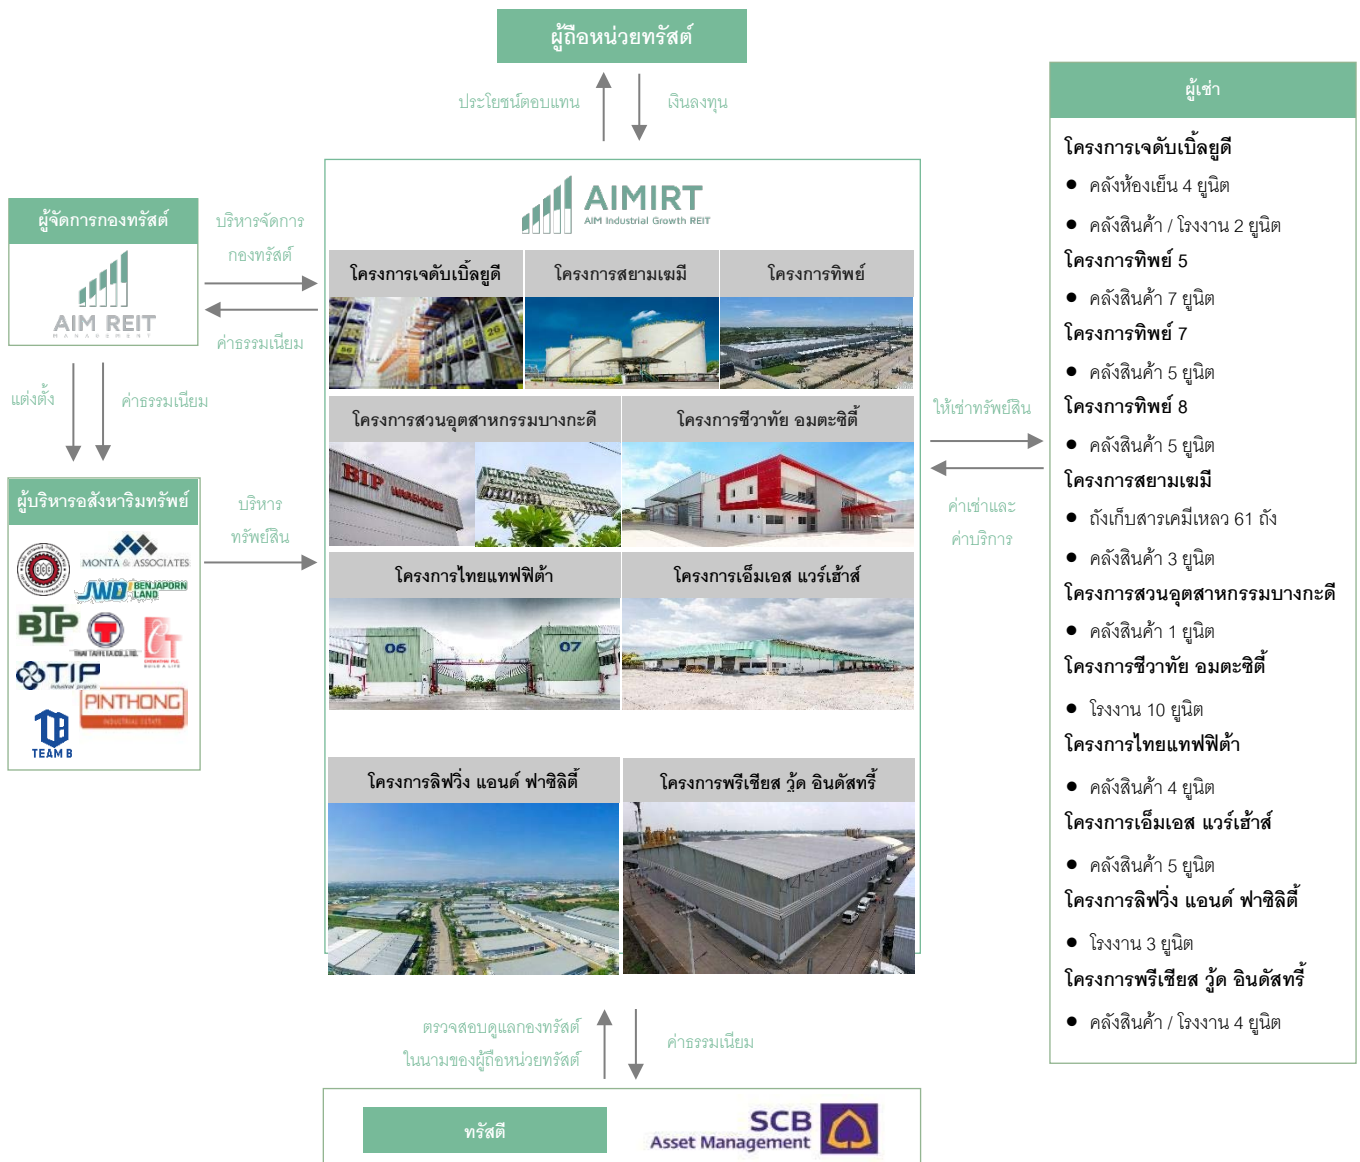 ผู้ถือหน่วยทรัสต์
ประโยชน์ตอบแทน
เงินลงทุน
ผู้จัดการกองทรัสต์
AIM REIT
MANAGEMENT
บริหารจัดการ
กองทรัสต์
ค่าธรรมเนียม
แต่งตั้ง
ค่าธรรมเนียม
ผู้บริหารอสังหาริมทรัพย์
MONTA & ASSOCIATES
JWD BENJAPORN
LAND
BIP
THAI TAFFETA CO., LTD.
CT
CHEWATHAI PLC.
BUILD A LIFE
TIP
industrial projects
PINTHONG
INDUSTRIAL ESTATE
TEAM B
บริหาร
ทรัพย์สิน
AIMIRT
AIM Industrial Growth REIT
โครงการเจดับเบิ้ลยูดี
โครงการสยามเฆมี
โครงการทิพย์
26
โครงการสวนอุตสาหกรรมบางกะดี
โครงการชีวาทัย อมตะซิตี้
BIP WAREHOUSE
โครงการไทยแทฟฟิต้า
โครงการเอ็มเอส แวร์เฮ้าส์
06
07
โครงการลิฟวิ่ง แอนด์ ฟาซิลิตี้
โครงการพรีเชียส วู้ด อินดัสทรี้
ให้เช่าทรัพย์สิน
ค่าเช่าและ
ค่าบริการ
ผู้เช่า
โครงการเจดับเบิ้ลยูดี
● คลังห้องเย็น 4 ยูนิต
● คลังสินค้า / โรงงาน 2 ยูนิต
โครงการทิพย์ 5
● คลังสินค้า 7 ยูนิต
โครงการทิพย์ 7
● คลังสินค้า 5 ยูนิต
โครงการทิพย์ 8
● คลังสินค้า 5 ยูนิต
โครงการสยามเฆมี
● ถังเก็บสารเคมีเหลว 61 ถัง
● คลังสินค้า 3 ยูนิต
โครงการสวนอุตสาหกรรมบางกะดี
● คลังสินค้า 1 ยูนิต
โครงการชีวาทัย อมตะซิตี้
● โรงงาน 10 ยูนิต
โครงการไทยแทฟฟิต้า
● คลังสินค้า 4 ยูนิต
โครงการเอ็มเอส แวร์เฮ้าส์
● คลังสินค้า 5 ยูนิต
โครงการลิฟวิ่ง แอนด์ ฟาซิลิตี้
● โรงงาน 3 ยูนิต
โครงการพรีเชียส วู้ด อินดัสทรี้
● คลังสินค้า / โรงงาน 4 ยูนิต
ตรวจสอบดูแลกองทรัสต์
ในนามของผู้ถือหน่วยทรัสต์
ค่าธรรมเนียม
ทรัสตี
SCB
Asset Management